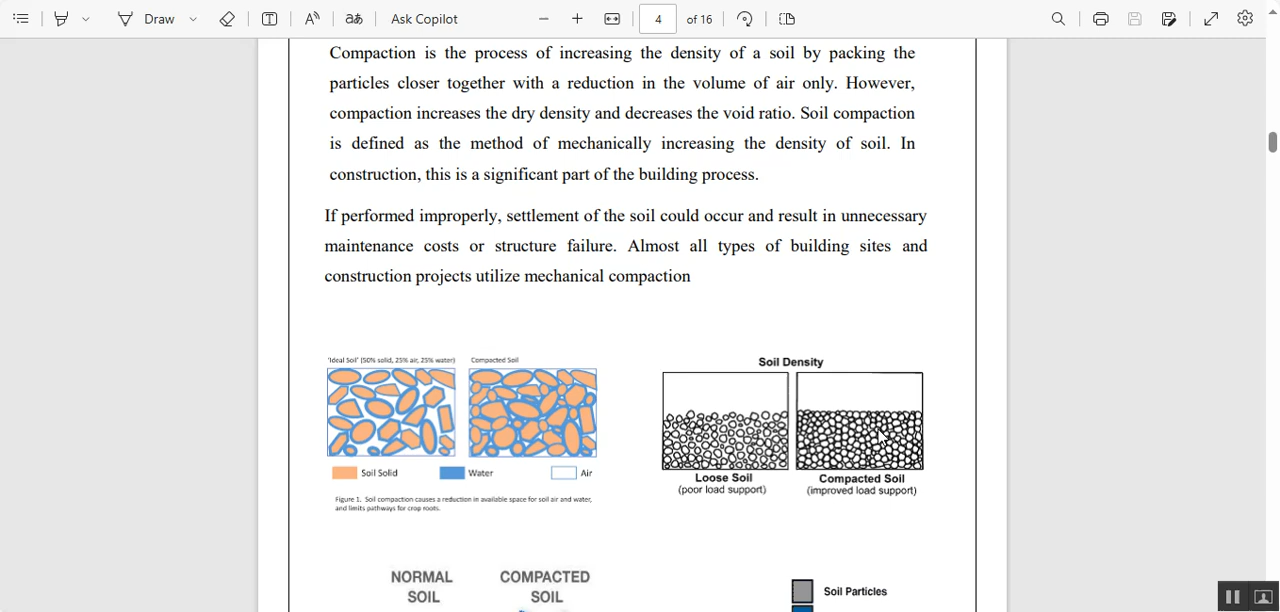 Draw
Ask Copilot
4
of 16
Compaction is the process of increasing the density of a soil by packing the
particles closer together with a reduction in the volume of air only. However,
compaction increases the dry density and decreases the void ratio. Soil compaction
is defined as the method of mechanically increasing the density of soil. In
construction, this is a significant part of the building process.
If performed improperly, settlement of the soil could occur and result in unnecessary
maintenance costs or structure failure. Almost all types of building sites and
construction projects utilize mechanical compaction
'Ideal Soil' (50% solid, 25% air, 25% water)
Compacted Soil
Soil Solid
Water
Air
Figure 1. Soil compaction causes a reduction in available space for soil air and water,
and limits pathways for crop roots.
Soil Density
Loose Soil
(poor load support)
Compacted Soil
(improved load support)
NORMAL
SOIL
COMPACTED
SOIL
Soil Particles